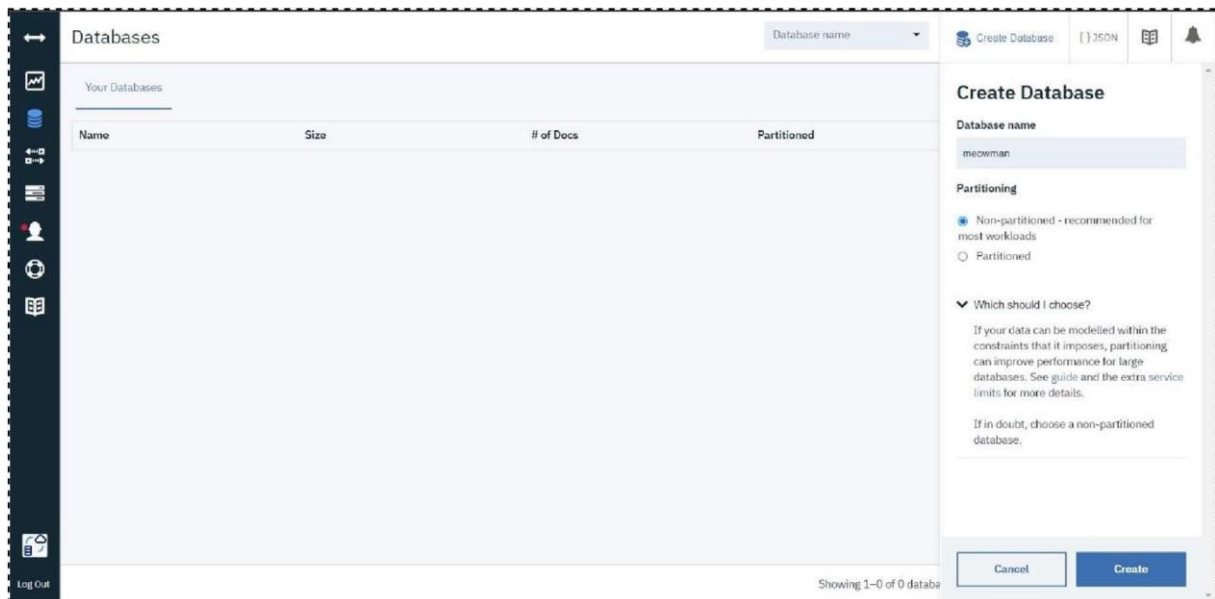 Databases
Database name
Create Database
{ } JSON
Your Databases
Name
Size
# of Docs
Partitioned
Create Database
Database name
meowman
Partitioning
Non-partitioned - recommended for
most workloads
Partitioned
Which should I choose?
If your data can be modelled within the
constraints that it imposes, partitioning
can improve performance for large
databases. See guide and the extra service
limits for more details.
If in doubt, choose a non-partitioned
database.
Cancel
Create
Log Out
Showing 1–0 of 0 databa